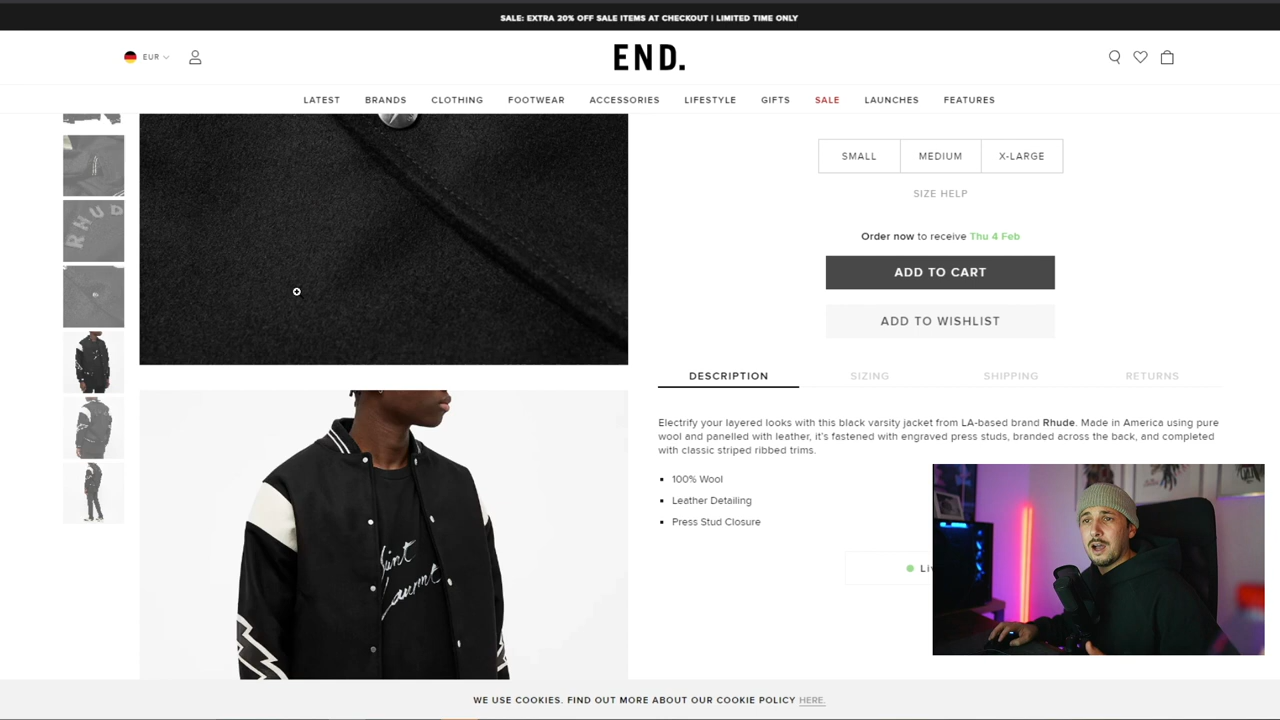 SALE: EXTRA 20% OFF SALE ITEMS AT CHECKOUT | LIMITED TIME ONLY
EUR
END.
LATEST BRANDS CLOTHING FOOTWEAR ACCESSORIES LIFESTYLE GIFTS SALE LAUNCHES FEATURES
RHUD
SMALL MEDIUM X-LARGE
SIZE HELP
Order now to receive Thu 4 Feb
ADD TO CART
ADD TO WISHLIST
DESCRIPTION SIZING SHIPPING RETURNS
Electrify your layered looks with this black varsity jacket from LA-based brand Rhude. Made in America using pure
wool and panelled with leather, it's fastened with engraved press studs, branded across the back, and completed
with classic striped ribbed trims.
100% Wool
Leather Detailing
Press Stud Closure
Saint
Laurent
WE USE COOKIES. FIND OUT MORE ABOUT OUR COOKIE POLICY HERE.